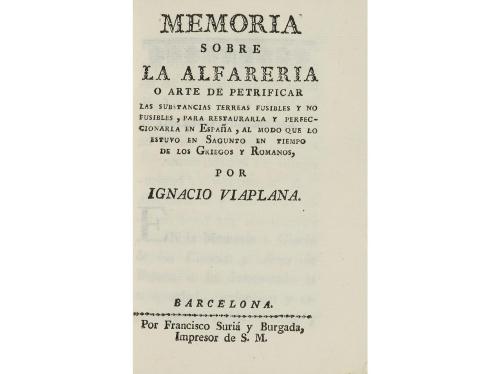 MEMORIA
SOBRE
LA ALFARERIA
O ARTE DE PETRIFICAR
LAS SUBSTANCIAS TERREAS FUSIBLES Y NO
FUSIBLES, PARA RESTAURARLA Y PERFEC-
CIONARLA EN ESPAÑA, AL MODO QUE LO
ESTUVO EN SAGUNTO EN TIEMPO
DE LOS GRIEGOS Y ROMANOS,
POR
IGNACIO VIAPLANA.
BARCELONA.
Por Francisco Suriá y Burgada,
Impresor de S. M.